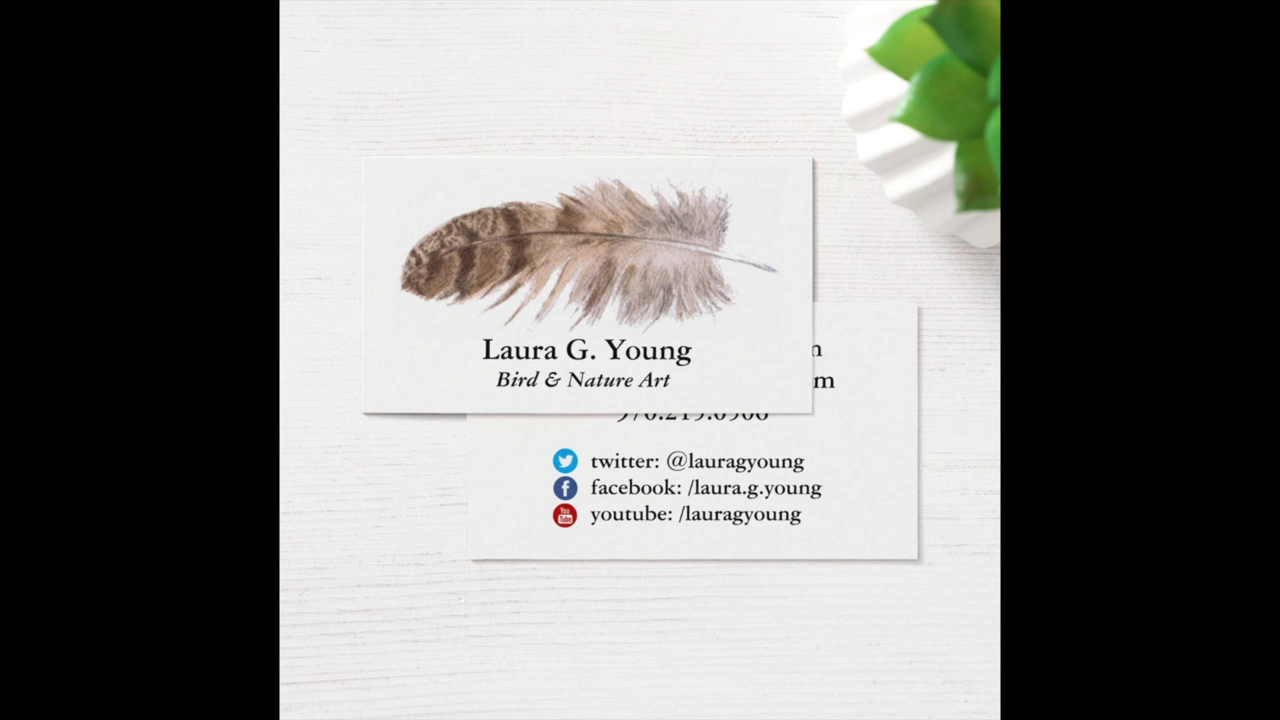 Laura G. Young
Bird & Nature Art
twitter: @lauragyoung
facebook: /laura.g.young
youtube: /lauragyoung